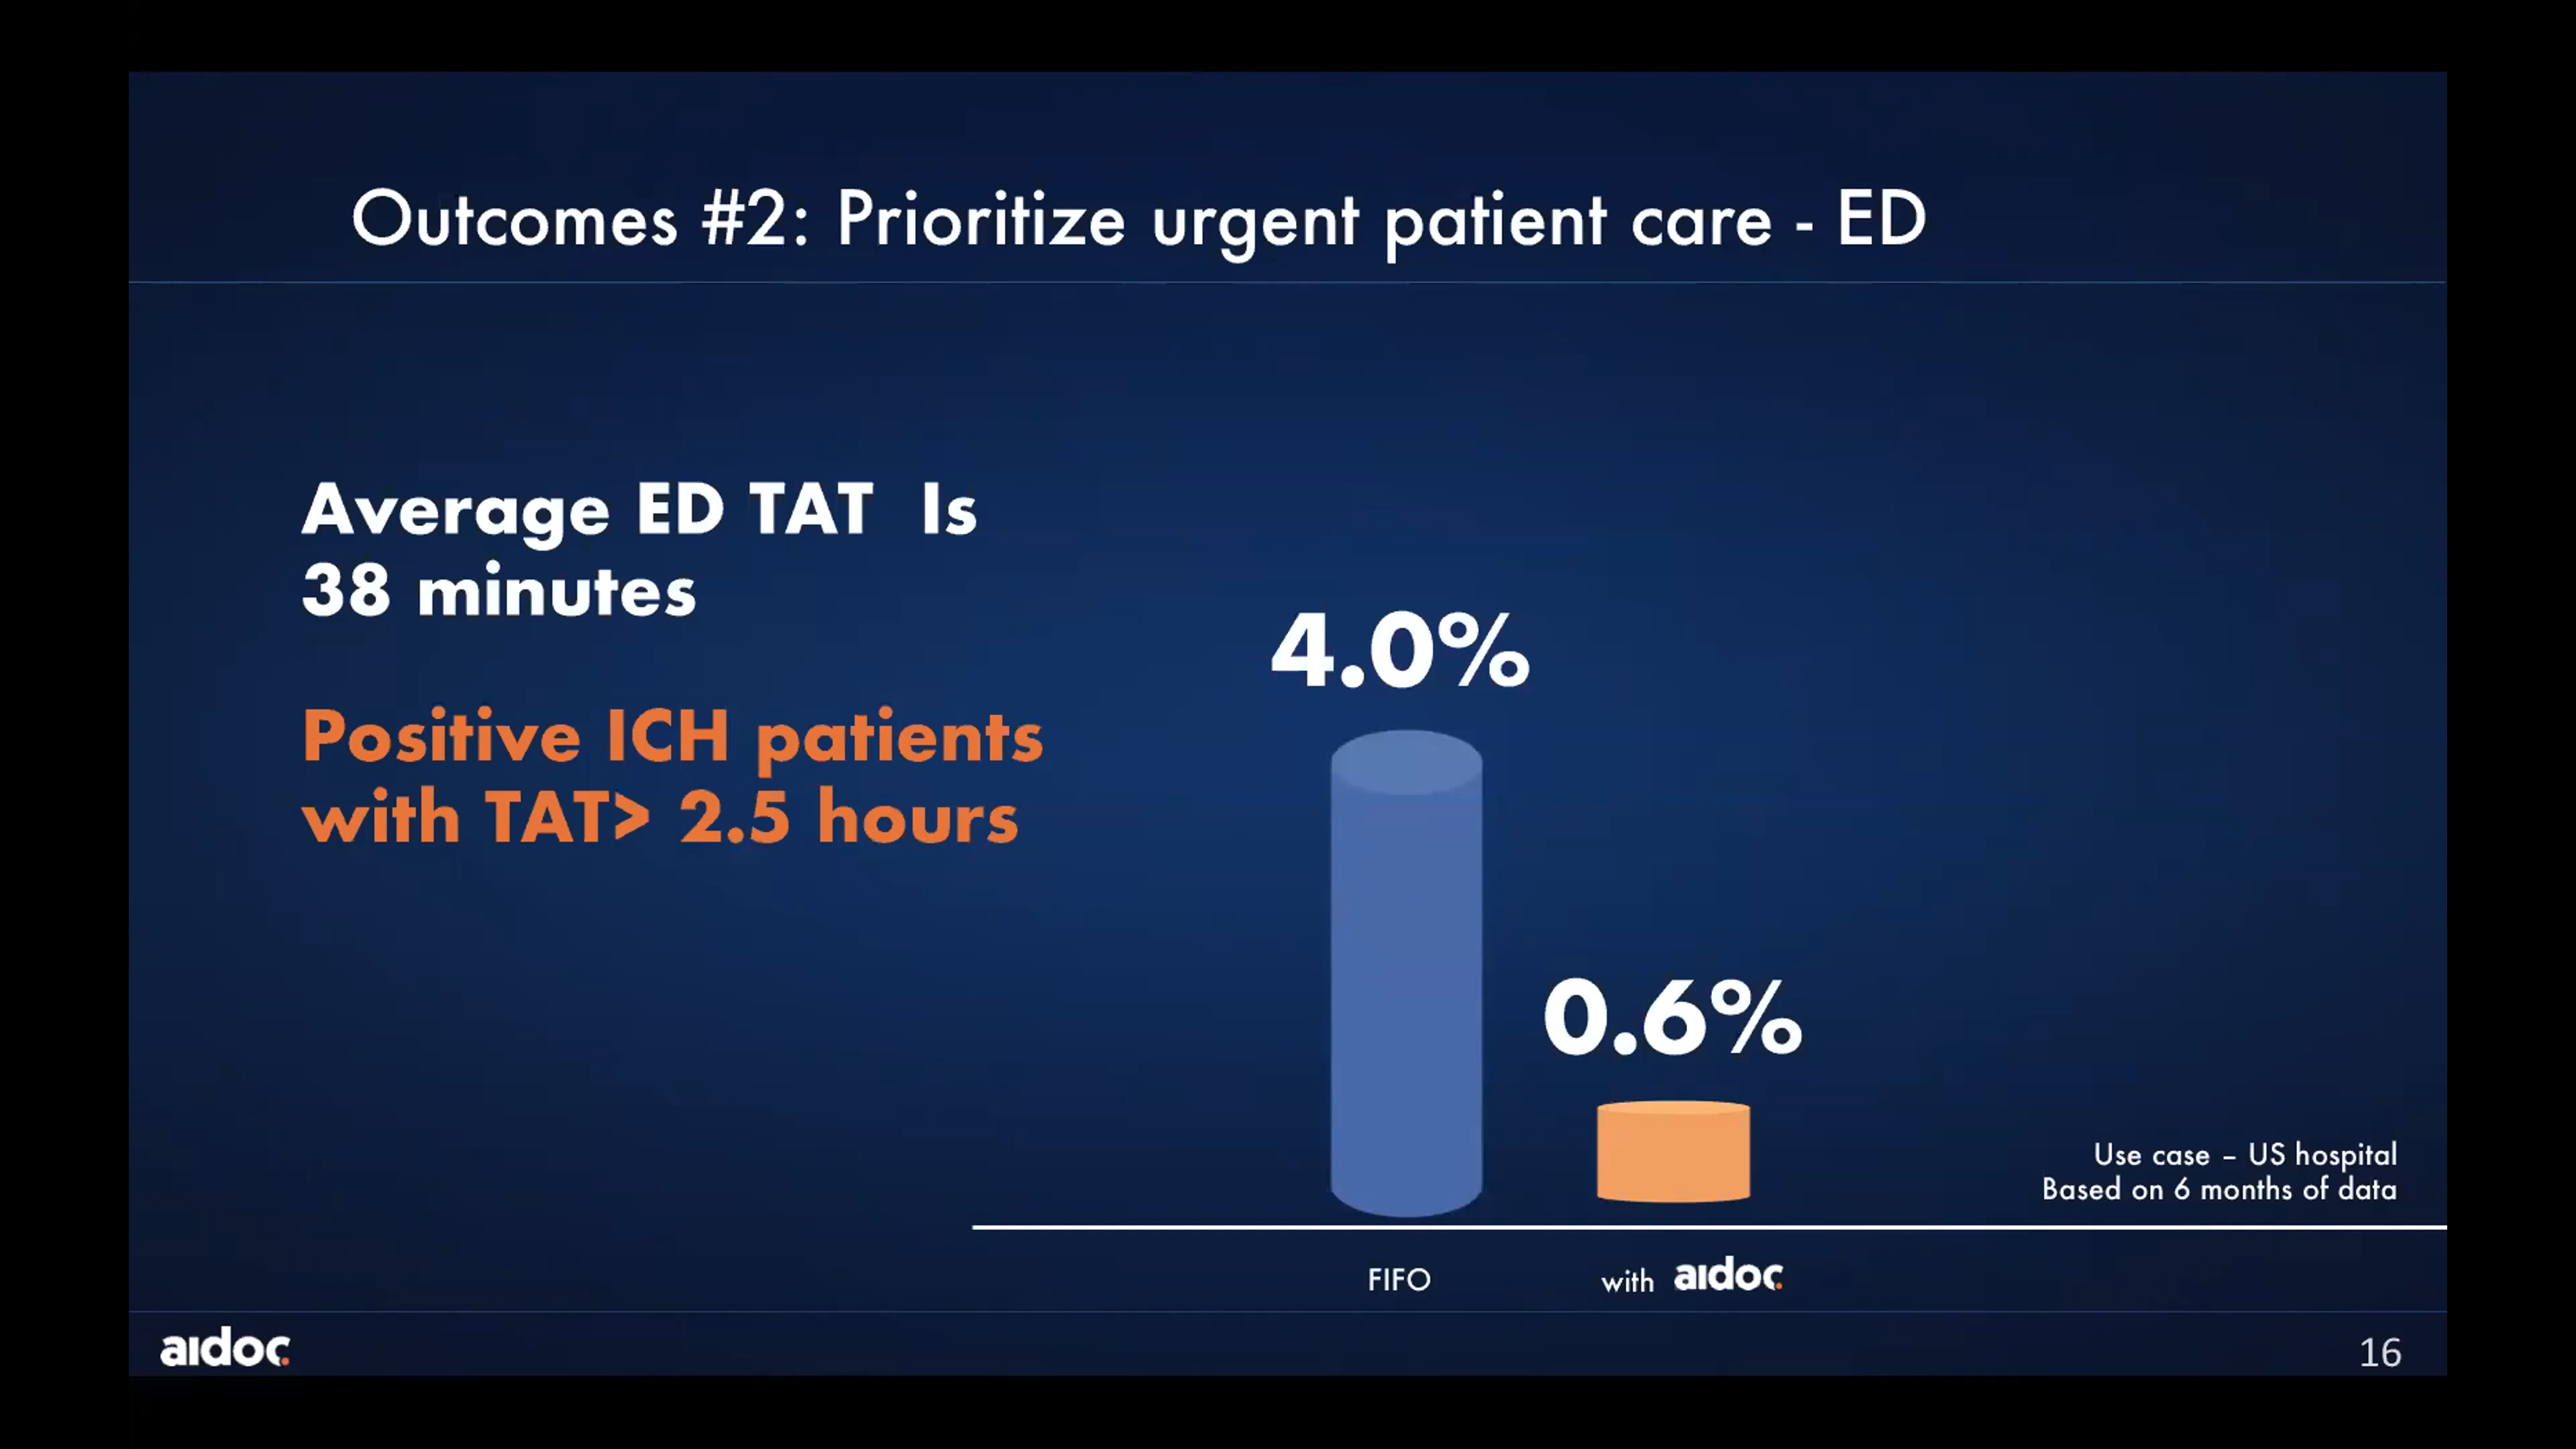 Outcomes #2: Prioritize urgent patient care - ED
Average ED TAT Is
38 minutes
Positive ICH patients
with TAT> 2.5 hours
4.0%
0.6%
Use case – US hospital
Based on 6 months of data
FIFO
with aidoc.
aidoc.
16